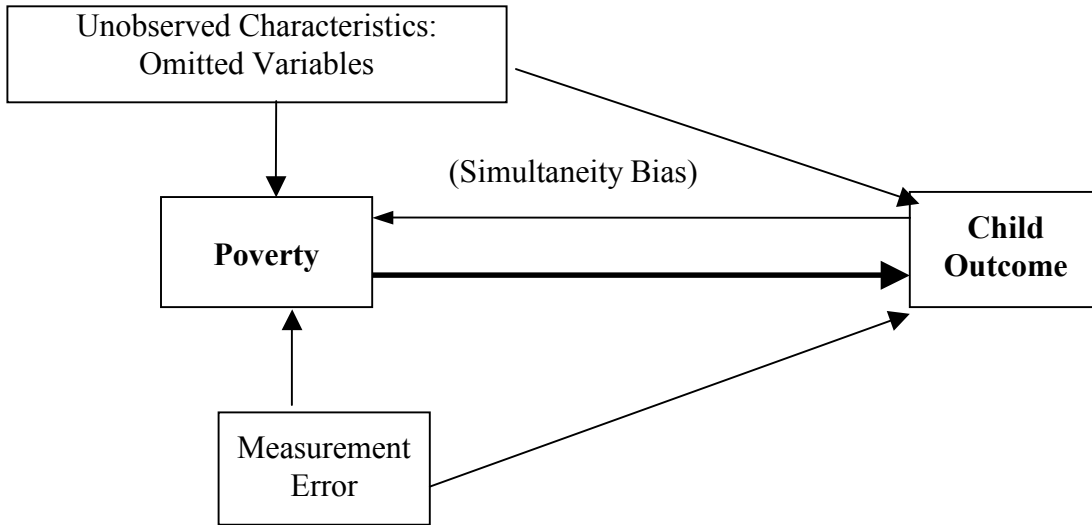 Unobserved Characteristics:
Omitted Variables
(Simultaneity Bias)
Poverty
Child
Outcome
Measurement
Error